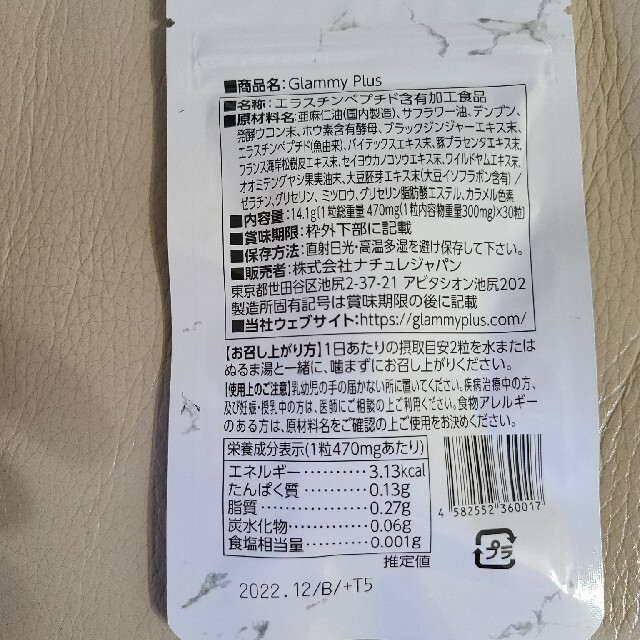 ■商品名：Glammy Plus
■名称：エラスチンペプチド含有加工食品
■原材料名：亜麻仁油(国内製造)、サフラワー油、デンプン、
発酵ウコン末、ホウ素含有酵母、ブラックジンジャーエキス末、
エラスチンペプチド(魚由来)、バイテックスエキス末、豚プラセンタエキス末、
フランス海岸松樹皮エキス末、セイヨウカノコソウエキス末、ワイルドヤムエキス末、
オオミテングヤシ果実油末、大豆胚芽エキス末(大豆イソフラボン含有)／
ゼラチン、グリセリン、ミツロウ、グリセリン脂肪酸エステル、カラメル色素
■内容量：14.1g(1粒総重量 470mg(1粒内容物重量300mg)×30粒)
■賞味期限：枠外下部に記載
■保存方法：直射日光・高温多湿を避け保存して下さい。
■販売者：株式会社ナチュレジャパン
東京都世田谷区池尻2-37-21 アビタシオン池尻202
製造所固有記号は賞味期限の後に記載
■当社ウェブサイト：https://glammyplus.com/
【お召し上がり方】1日あたりの摂取目安2粒を水または
ぬるま湯と一緒に、噛まずにお召し上がりください。
【使用上のご注意】乳幼児の手の届かない所に置いてください。疾病治療中の方、
及び妊娠・授乳中の方は、医師にご相談の上ご利用ください。食物アレルギー
のある方は、原材料名をご確認の上ご使用をお決めください。
栄養成分表示(1粒470mgあたり)
エネルギー··········3.13kcal
たんぱく質··········0.13g
脂質··········0.27g
炭水化物··········0.06g
食塩相当量··········0.001g
推定値
4 582552 360017
プラ
2022.12/B/+T5